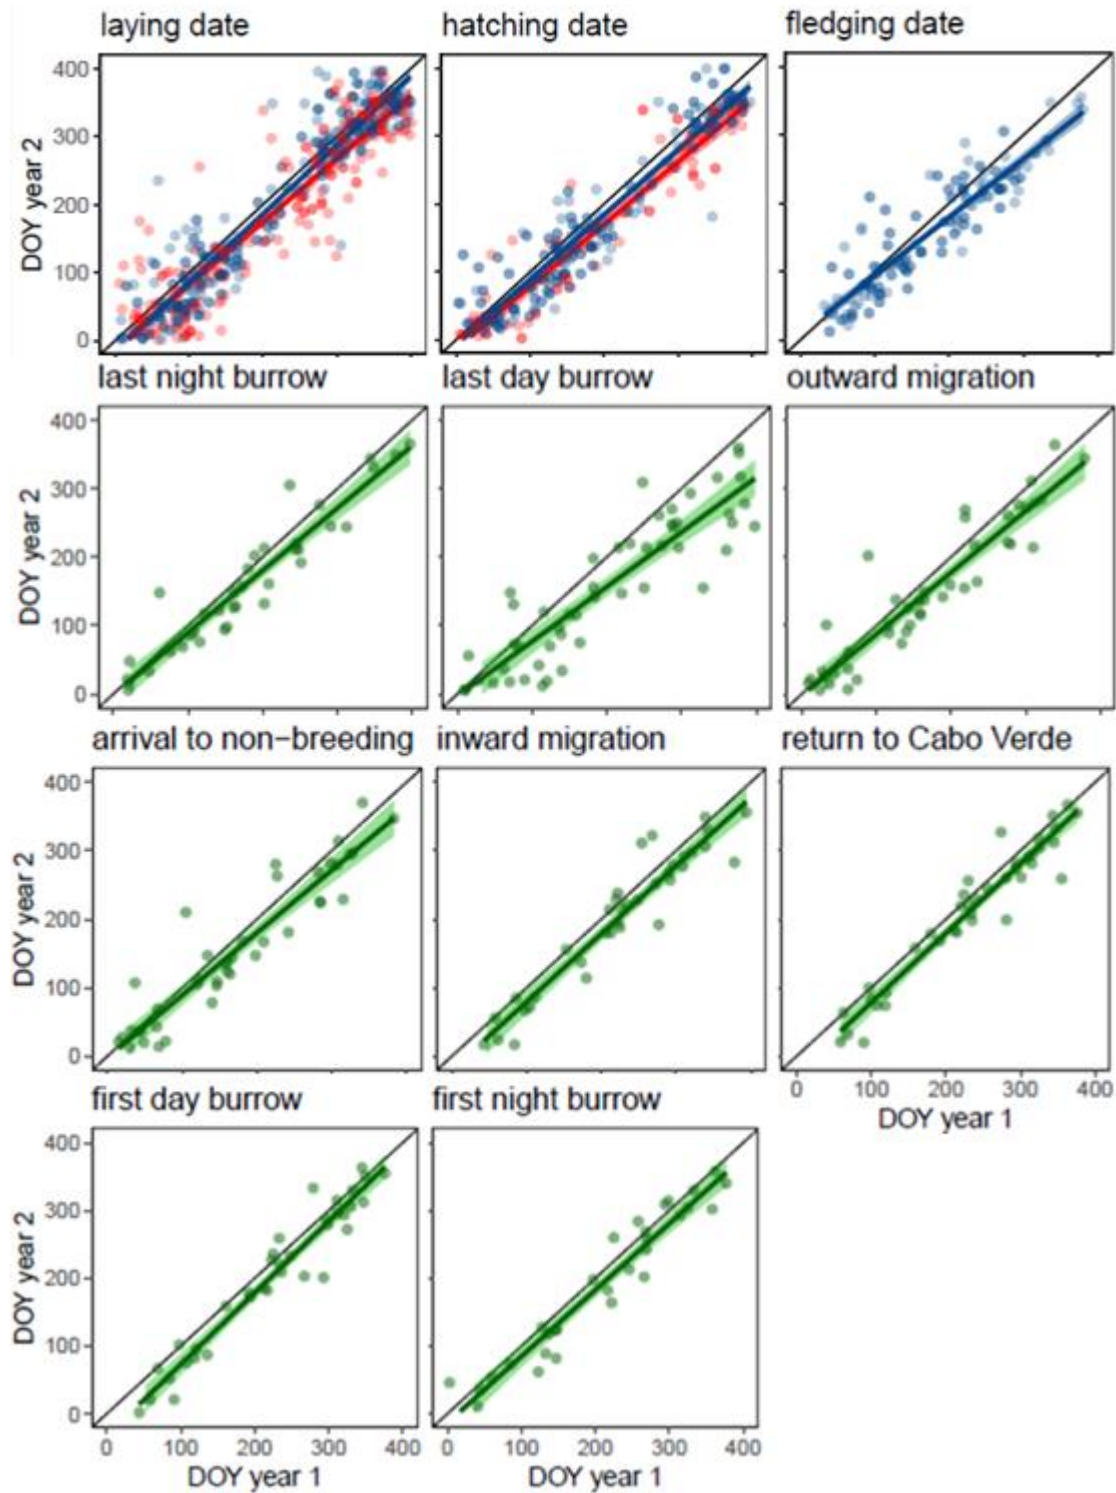 laying date
hatching date
fledging date
400
300
200
100
0
DOY year 2
last night burrow
last day burrow
outward migration
400
300
200
100
0
DOY year 2
arrival to non-breeding
inward migration
return to Cabo Verde
400
300
200
100
0
DOY year 2
0 100 200 300 400
DOY year 1
first day burrow
first night burrow
400
300
200
100
0
DOY year 2
0 100 200 300 400
DOY year 1
0 100 200 300 400
DOY year 1